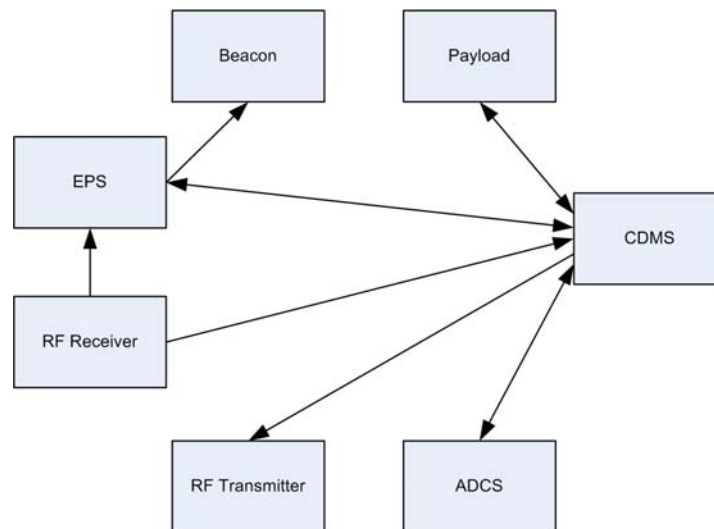 Beacon
Payload
EPS
CDMS
RF Receiver
RF Transmitter
ADCS